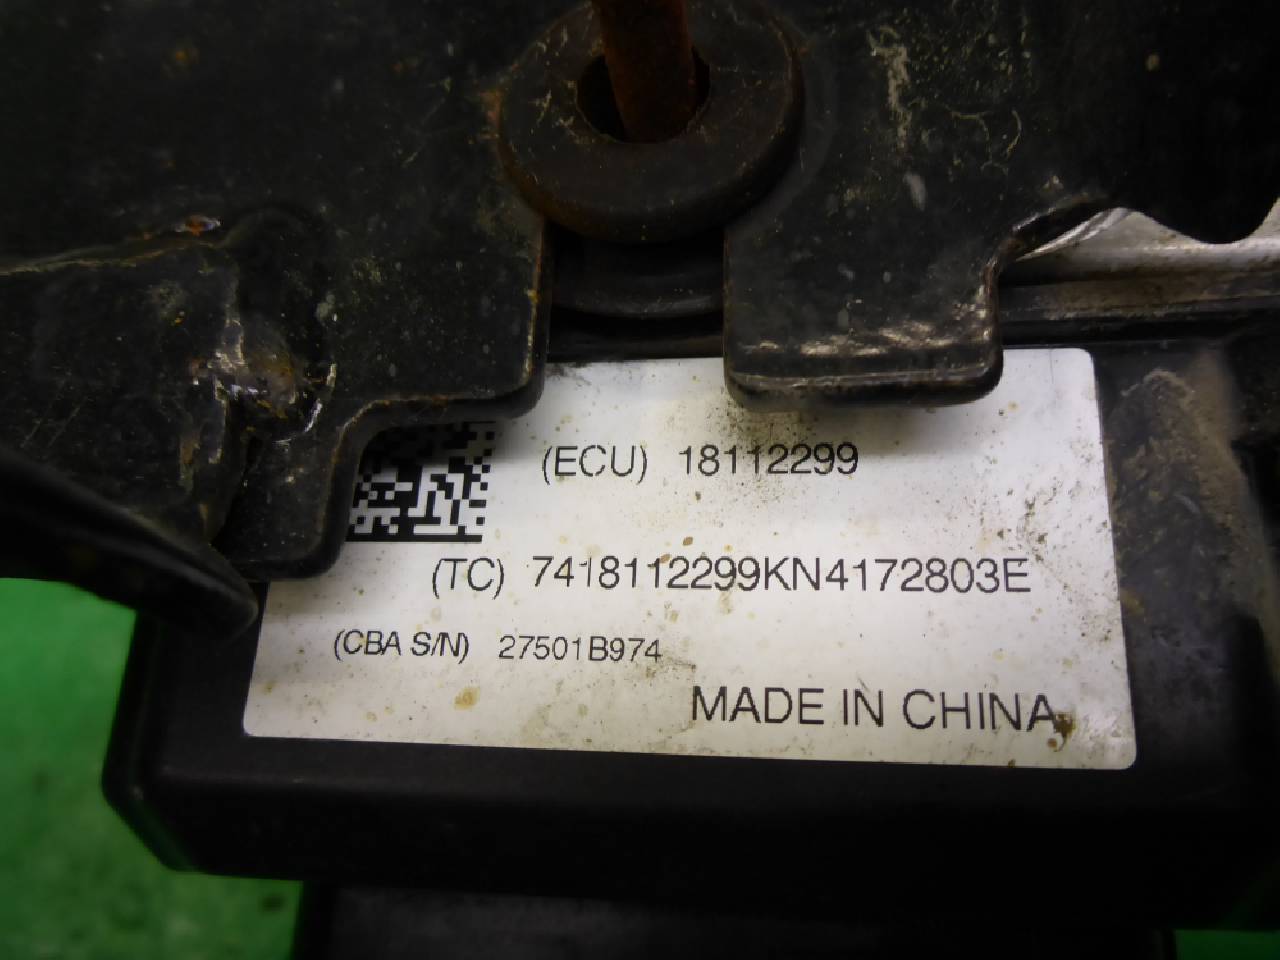 (ECU) 18112299
(TC) 7418112299KN4172803E
(CBA S/N) 27501B974
MADE IN CHINA